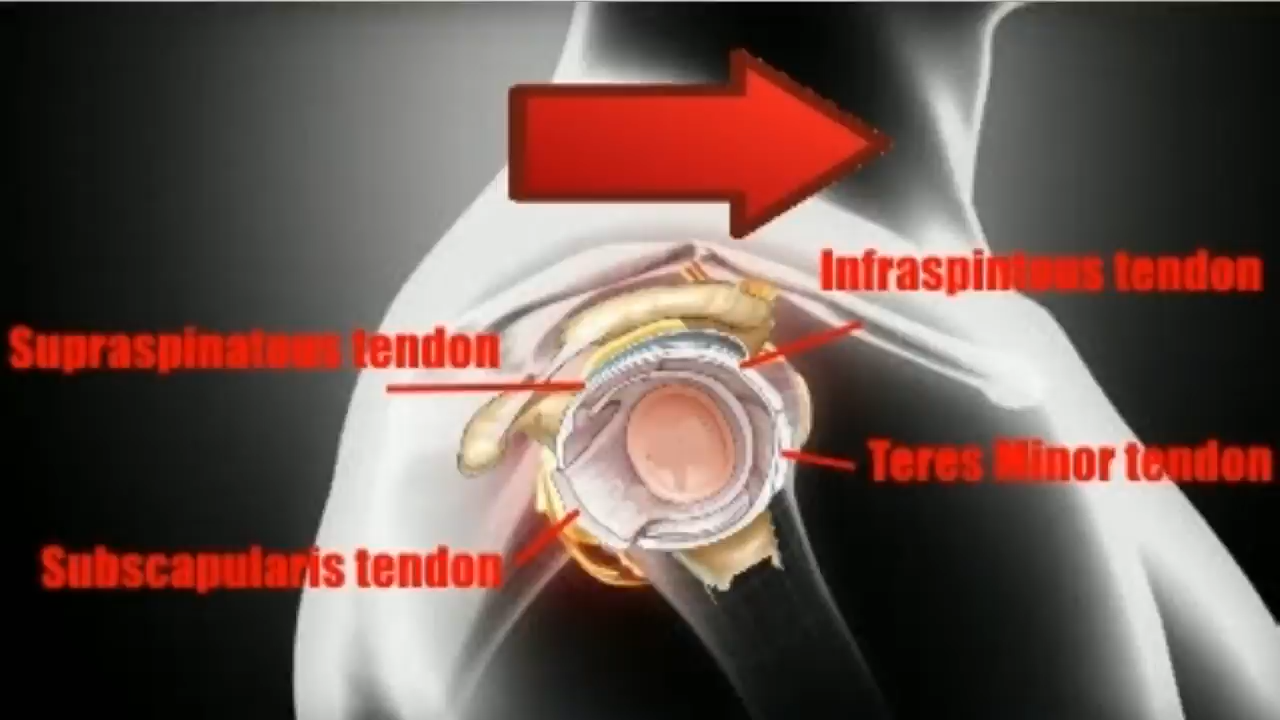 Infraspintous tendon
Supraspinatous tendon
Teres Minor tendon
Subscapularis tendon